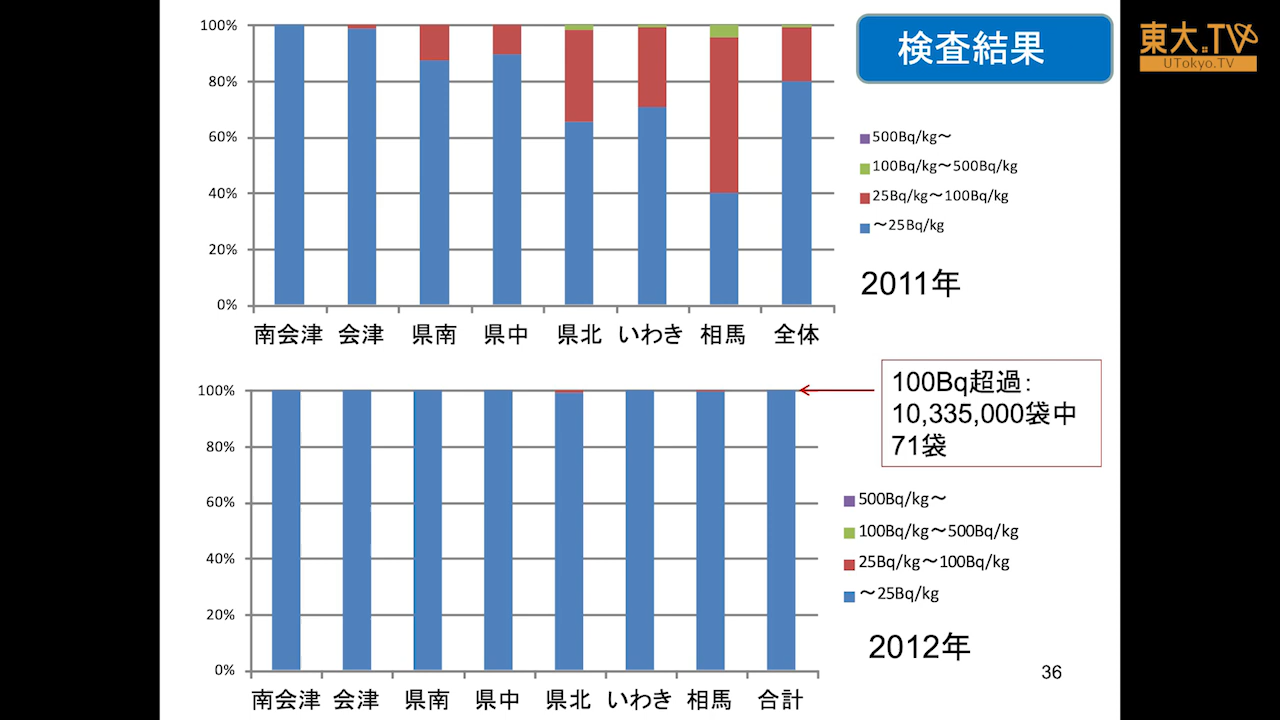 検査結果
東大.TV
UTokyo.TV
100%
80%
60%
40%
20%
0%
南会津 会津 県南 県中 県北 いわき 相馬 全体
500Bq/kg～
100Bq/kg～500Bq/kg
25Bq/kg～100Bq/kg
～25Bq/kg
2011年
100%
80%
60%
40%
20%
0%
南会津 会津 県南 県中 県北 いわき 相馬 合計
100Bq超過：
10,335,000袋中
71袋
500Bq/kg～
100Bq/kg～500Bq/kg
25Bq/kg～100Bq/kg
～25Bq/kg
2012年
36